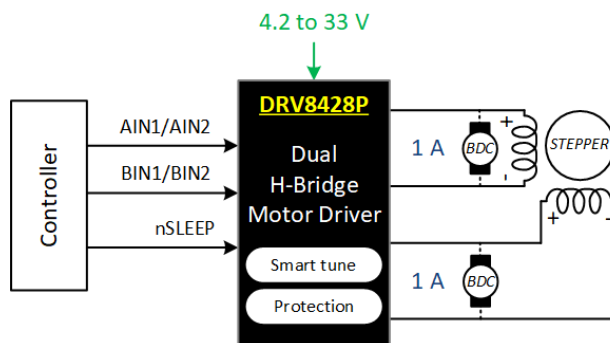 4.2 to 33 V
Controller
AIN1/AIN2
BIN1/BIN2
nSLEEP
DRV8428P
Dual
H-Bridge
Motor Driver
Smart tune
Protection
1 A
BDC
+
-
STEPPER
+
-
1 A
BDC